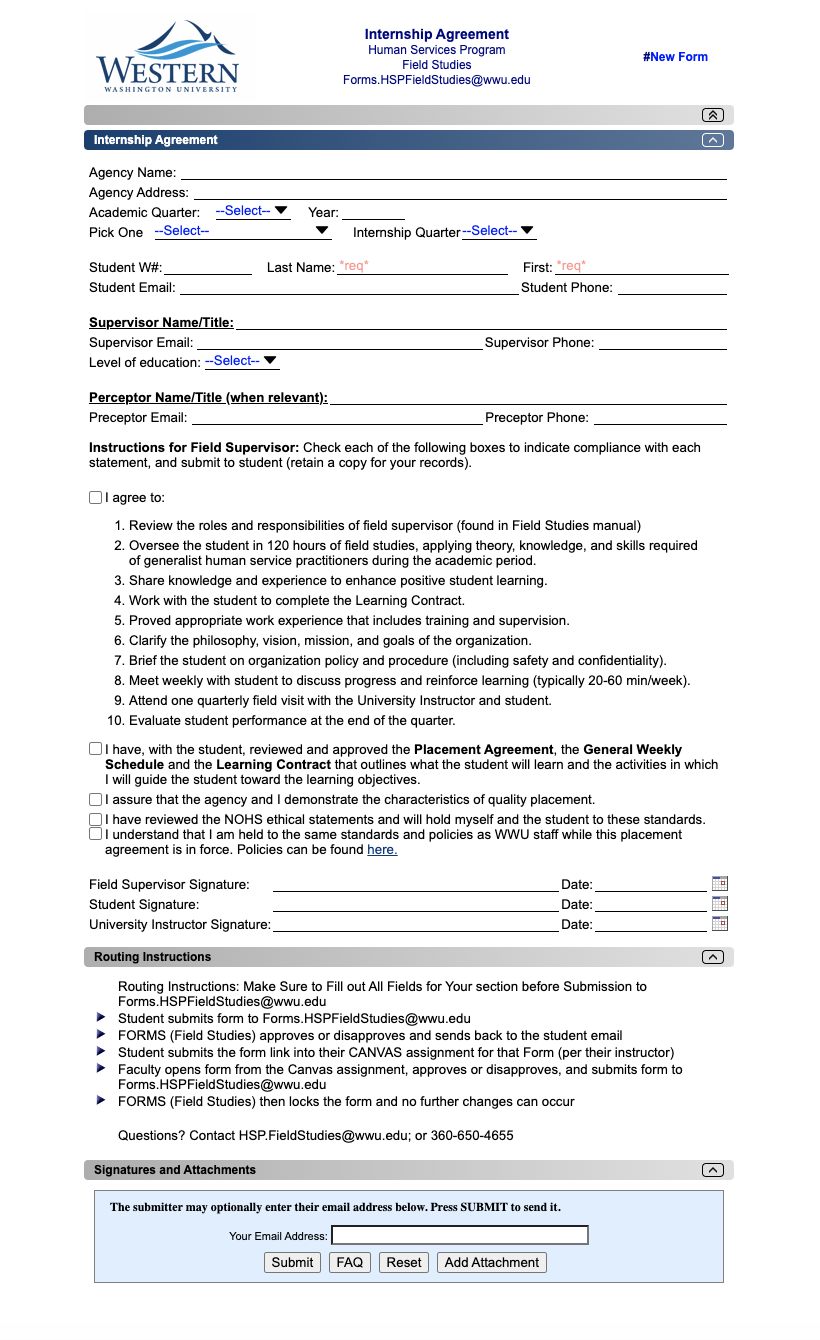 WESTERN
WASHINGTON UNIVERSITY
Internship Agreement
Human Services Program
Field Studies
Forms.HSPFieldStudies@wwu.edu
#New Form
Internship Agreement
Agency Name:
Agency Address:
Academic Quarter: --Select-- Year:
Pick One --Select-- Internship Quarter --Select--
Student W#: Last Name: *req* First: *req*
Student Email: Student Phone:
Supervisor Name/Title:
Supervisor Email: Supervisor Phone:
Level of education: --Select--
Perceptor Name/Title (when relevant):
Preceptor Email: Preceptor Phone:
Instructions for Field Supervisor: Check each of the following boxes to indicate compliance with each
statement, and submit to student (retain a copy for your records).
I agree to:
1. Review the roles and responsibilities of field supervisor (found in Field Studies manual)
2. Oversee the student in 120 hours of field studies, applying theory, knowledge, and skills required
of generalist human service practitioners during the academic period.
3. Share knowledge and experience to enhance positive student learning.
4. Work with the student to complete the Learning Contract.
5. Proved appropriate work experience that includes training and supervision.
6. Clarify the philosophy, vision, mission, and goals of the organization.
7. Brief the student on organization policy and procedure (including safety and confidentiality).
8. Meet weekly with student to discuss progress and reinforce learning (typically 20-60 min/week).
9. Attend one quarterly field visit with the University Instructor and student.
10. Evaluate student performance at the end of the quarter.
I have, with the student, reviewed and approved the Placement Agreement, the General Weekly
Schedule and the Learning Contract that outlines what the student will learn and the activities in which
I will guide the student toward the learning objectives.
I assure that the agency and I demonstrate the characteristics of quality placement.
I have reviewed the NOHS ethical statements and will hold myself and the student to these standards.
I understand that I am held to the same standards and policies as WWU staff while this placement
agreement is in force. Policies can be found here.
Field Supervisor Signature: Date:
Student Signature: Date:
University Instructor Signature: Date:
Routing Instructions
Routing Instructions: Make Sure to Fill out All Fields for Your section before Submission to
Forms.HSPFieldStudies@wwu.edu
Student submits form to Forms.HSPFieldStudies@wwu.edu
FORMS (Field Studies) approves or disapproves and sends back to the student email
Student submits the form link into their CANVAS assignment for that Form (per their instructor)
Faculty opens form from the Canvas assignment, approves or disapproves, and submits form to
Forms.HSPFieldStudies@wwu.edu
FORMS (Field Studies) then locks the form and no further changes can occur
Questions? Contact HSP.FieldStudies@wwu.edu; or 360-650-4655
Signatures and Attachments
The submitter may optionally enter their email address below. Press SUBMIT to send it.
Your Email Address:
Submit FAQ Reset Add Attachment